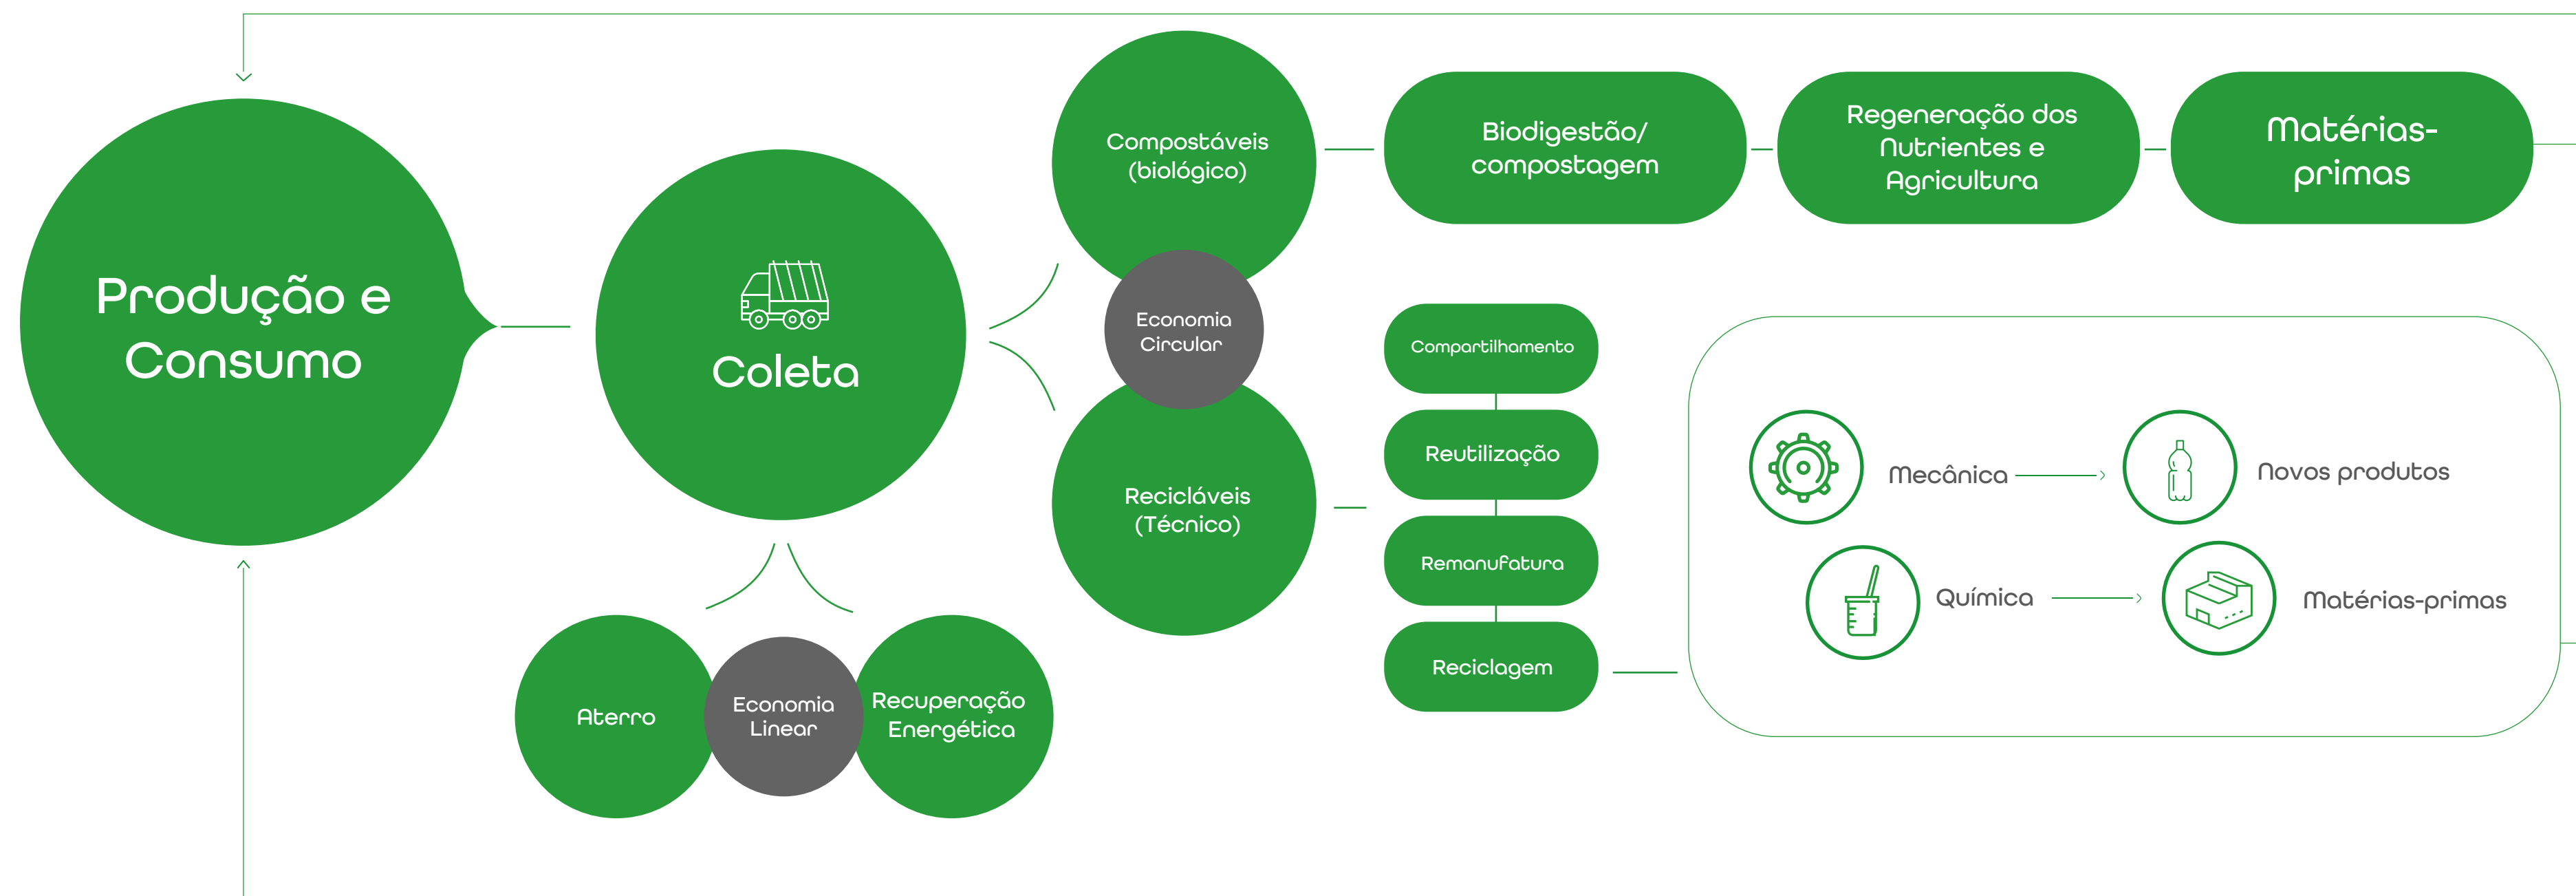 Produção e
Consumo
Coleta
Compostáveis
(biológico)
Economia
Circular
Recicláveis
(Técnico)
Aterro
Economia
Linear
Recuperação
Energética
Biodigestão/
compostagem
Regeneração dos
Nutrientes e
Agricultura
Matérias-
primas
Compartilhamento
Reutilização
Remanufatura
Reciclagem
Mecânica
Novos produtos
Química
Matérias-primas